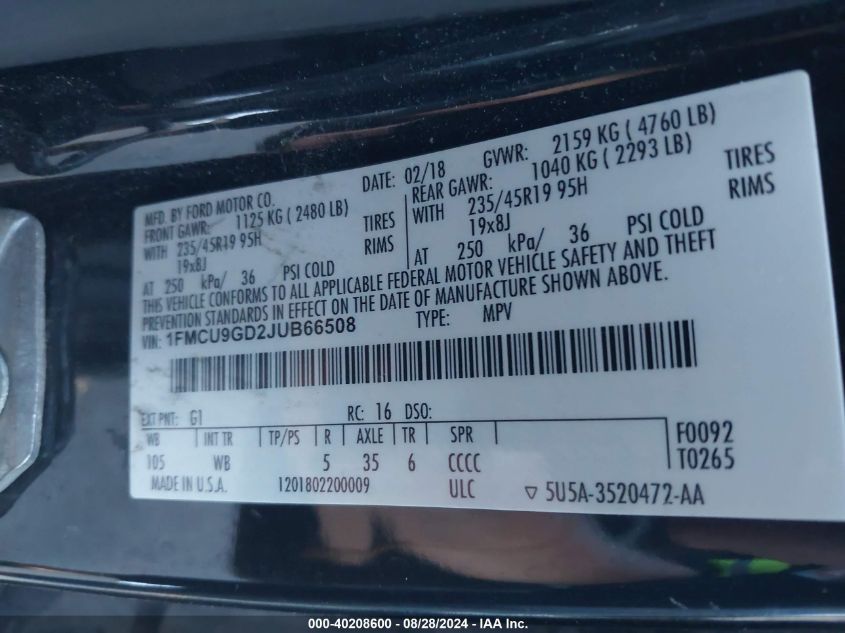 MFD. BY FORD MOTOR CO. DATE: 02/18 GVWR: 2159 KG ( 4760 LB)
FRONT GAWR: 1125 KG ( 2480 LB) REAR GAWR: 1040 KG ( 2293 LB)
WITH 235/45R19 95H TIRES WITH 235/45R19 95H TIRES
19x8J RIMS 19x8J RIMS
AT 250 kPa/ 36 PSI COLD AT 250 kPa/ 36 PSI COLD
THIS VEHICLE CONFORMS TO ALL APPLICABLE FEDERAL MOTOR VEHICLE SAFETY AND THEFT
PREVENTION STANDARDS IN EFFECT ON THE DATE OF MANUFACTURE SHOWN ABOVE.
VIN: 1FMCU9GD2JUB66508 TYPE: MPV
EXT PNT: G1 RC: 16 DSO:
WB INT TR TP/PS R AXLE TR SPR F0092
105 WB 5 35 6 CCCC T0265
MADE IN U.S.A. 1201802200009 ULC ▽ 5U5A-3520472-AA
000-40208600 - 08/28/2024 - IAA Inc.